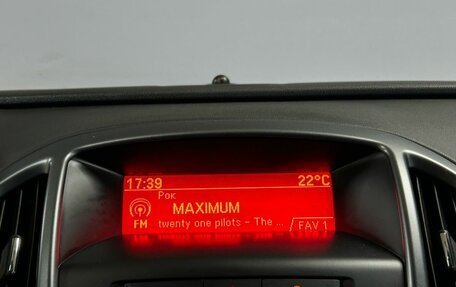 17:39 22°C
Рок
MAXIMUM
FM twenty one pilots - The ... FAV 1